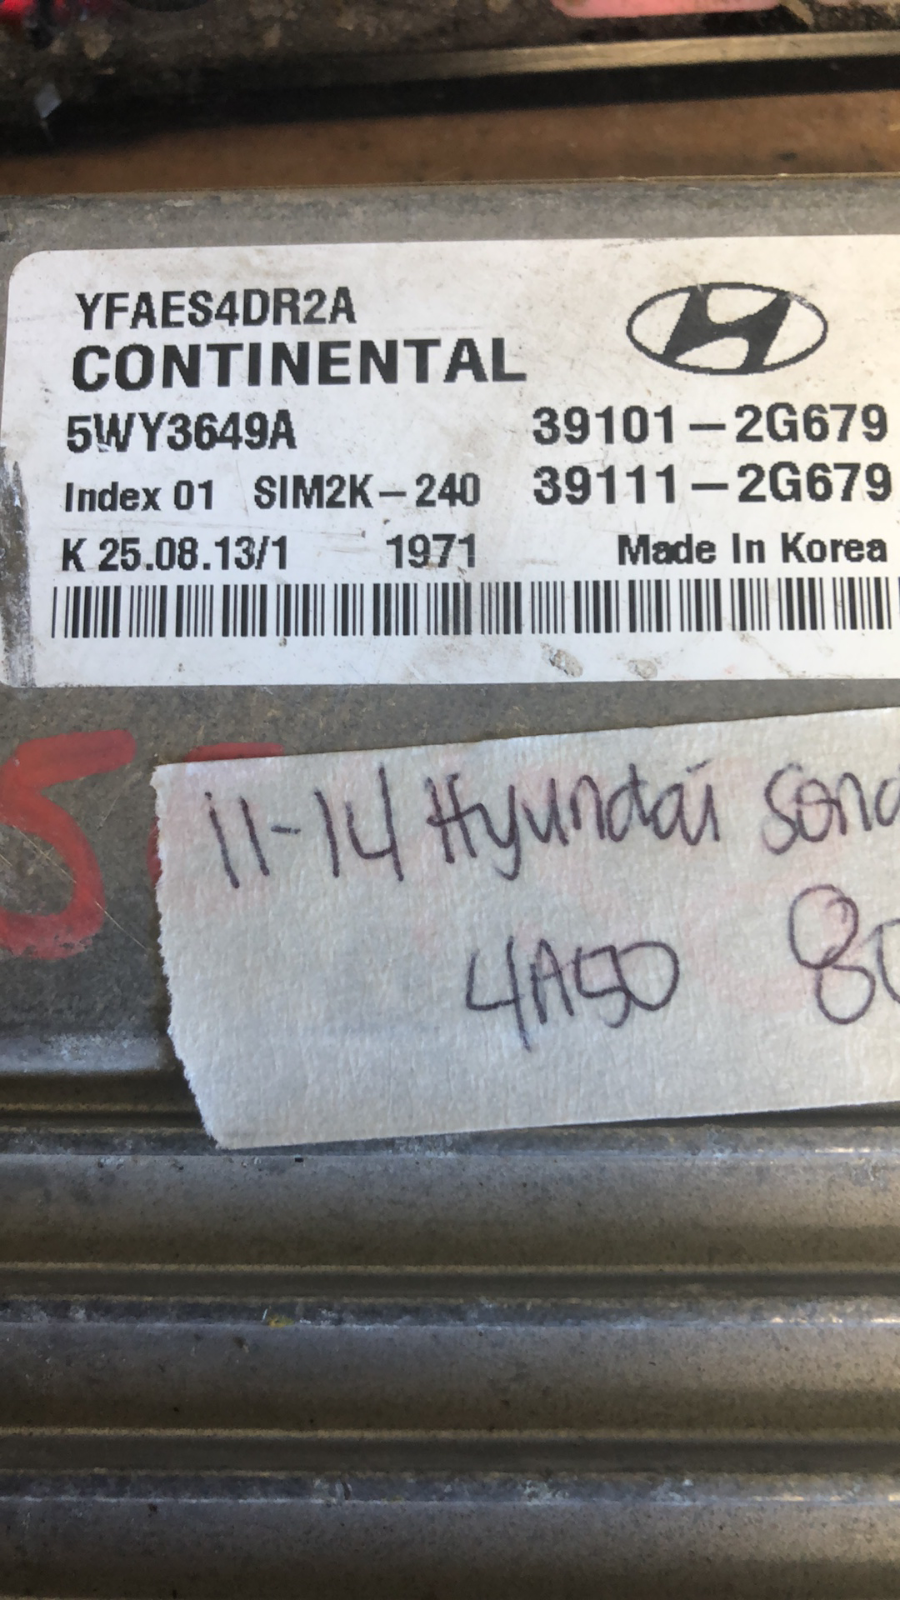 YFAES4DR2A
CONTINENTAL
5WY3649A 39101-2G679
Index 01 SIM2K-240 39111-2G679
K 25.08.13/1 1971 Made In Korea
5
11-14 Hyundai
4A50